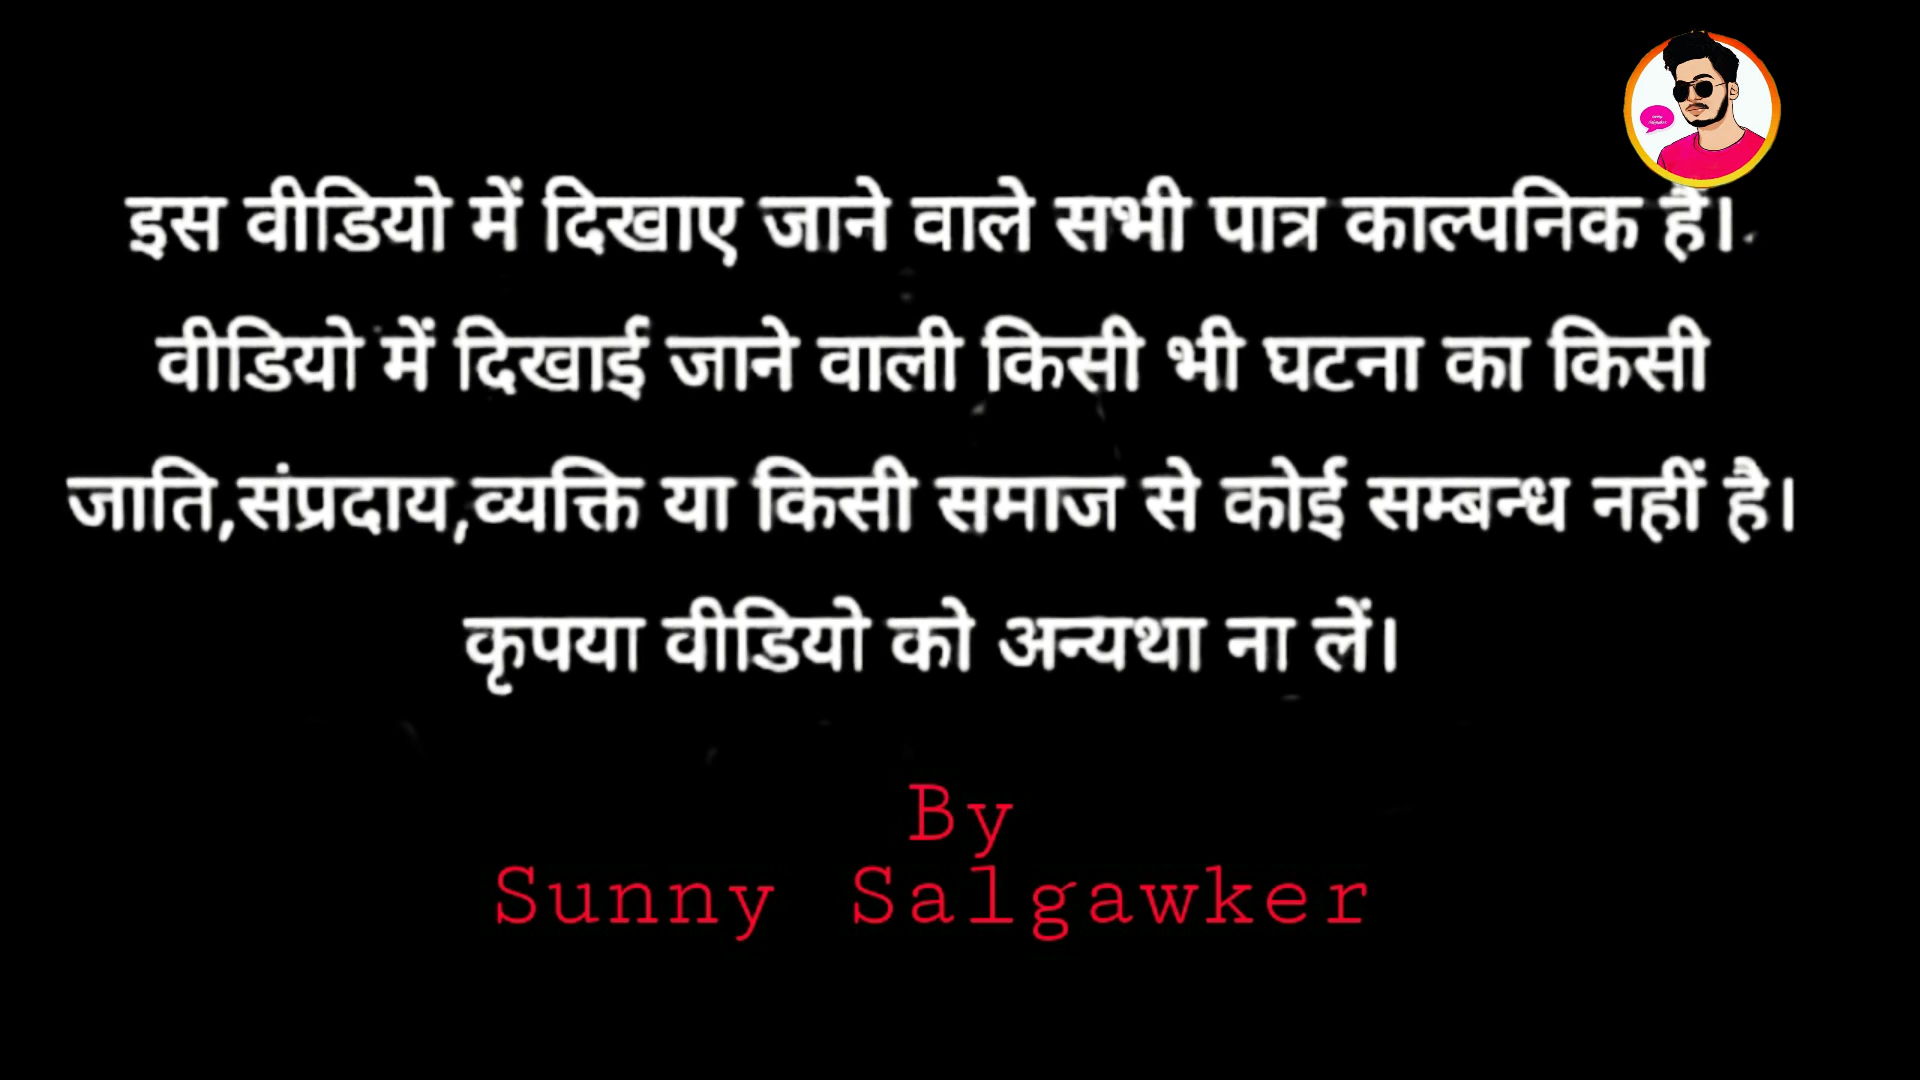 इस वीडियो में दिखाए जाने वाले सभी पात्र काल्पनिक है।
वीडियो में दिखाई जाने वाली किसी भी घटना का किसी
जाति,संप्रदाय,व्यक्ति या किसी समाज से कोई सम्बन्ध नहीं है।
कृपया वीडियो को अन्यथा ना लें।
By
Sunny Salgawker